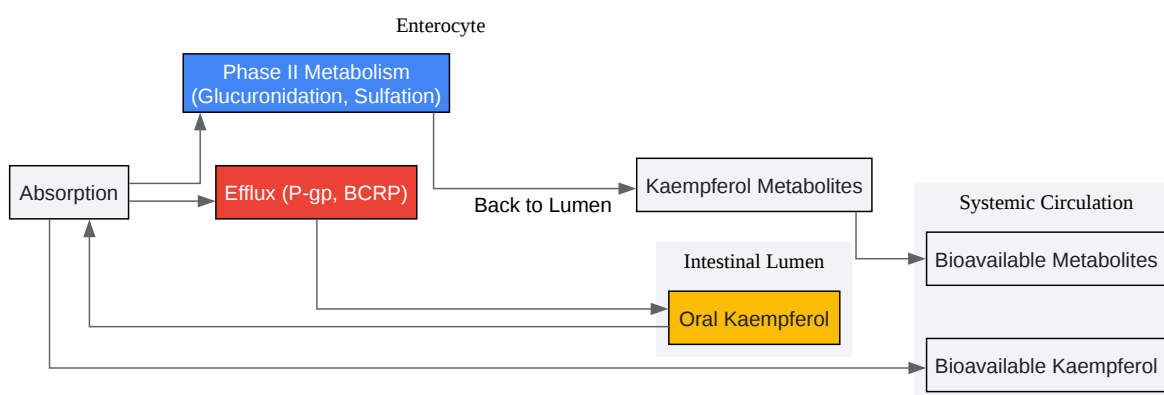 Enterocyte
Phase II Metabolism
(Glucuronidation, Sulfation)
Absorption
Efflux (P-gp, BCRP)
Kaempferol Metabolites
Back to Lumen
Systemic Circulation
Bioavailable Metabolites
Intestinal Lumen
Oral Kaempferol
Bioavailable Kaempferol